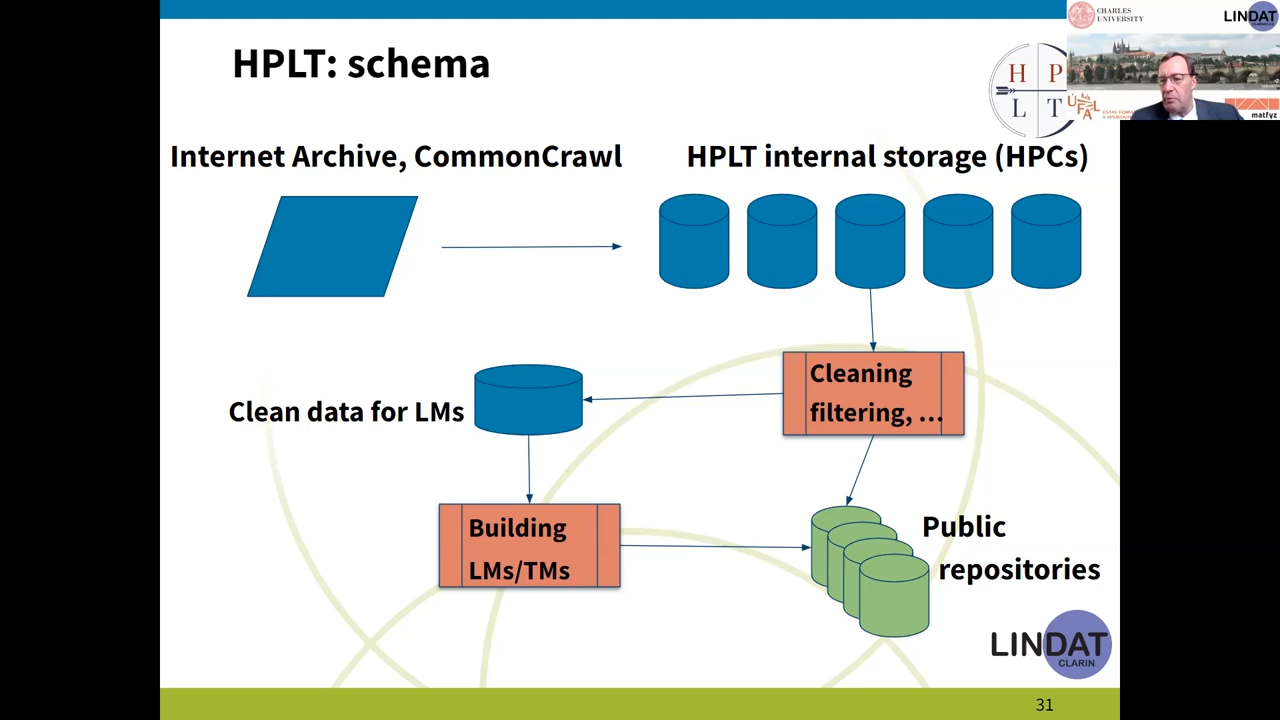 HPLT: schema
H P
L T
CHARLES
UNIVERSITY
LINDAT
CLARIN
ÚFAL
matfyz
Internet Archive, CommonCrawl
HPLT internal storage (HPCs)
Cleaning
filtering, ...
Clean data for LMs
Building
LMs/TMs
Public
repositories
LINDAT
CLARIN
31